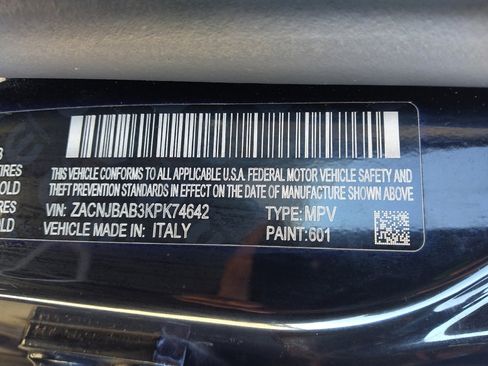 THIS VEHICLE CONFORMS TO ALL APPLICABLE U.S.A. FEDERAL MOTOR VEHICLE SAFETY AND
THEFT PREVENTION STANDARDS IN EFFECT ON THE DATE OF MANUFACTURE SHOWN ABOVE
VIN: ZACNJBAB3KPK74642 TYPE: MPV
VEHICLE MADE IN: ITALY PAINT: 601
OLD